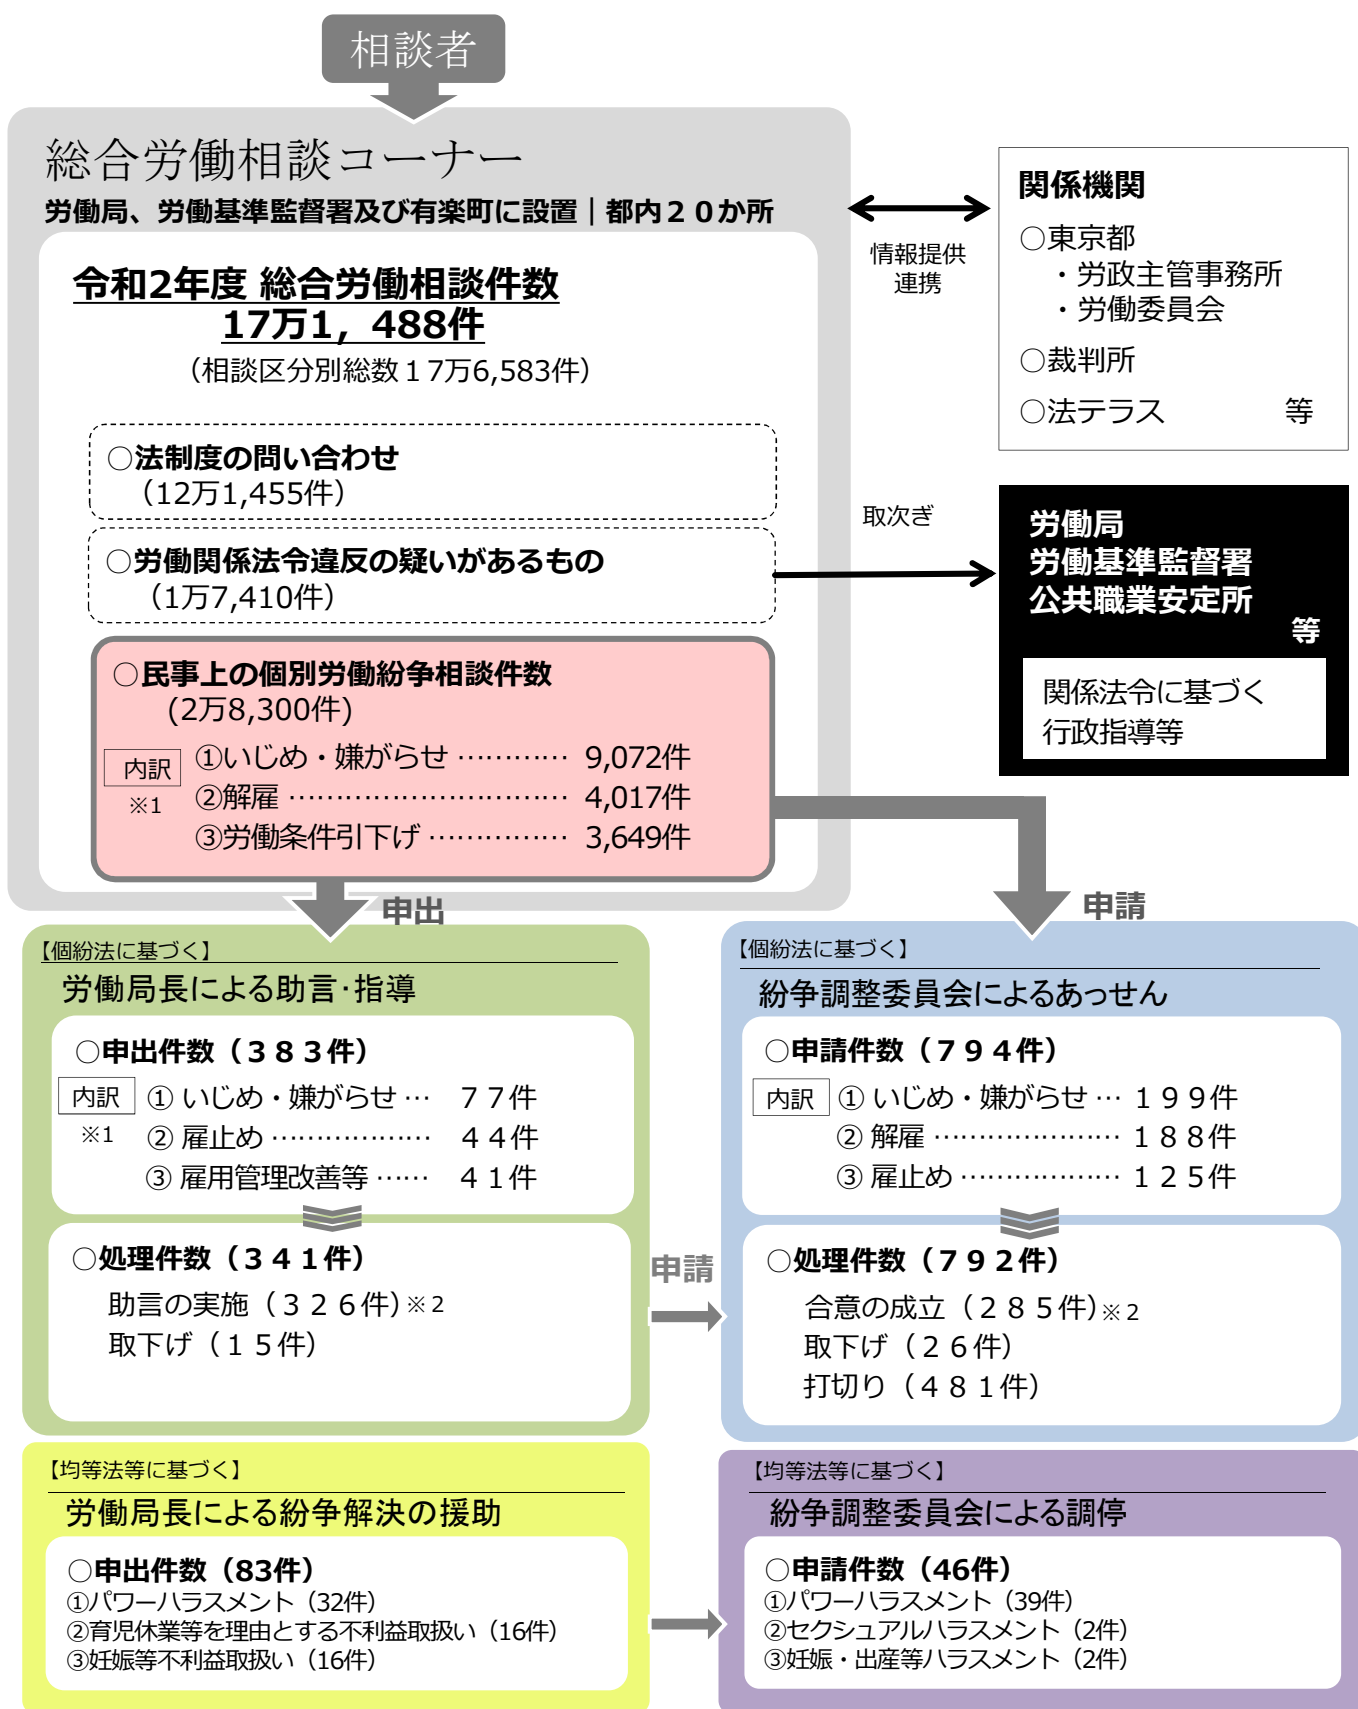 相談者
総合労働相談コーナー
労働局、労働基準監督署及び有楽町に設置｜都内２０か所
令和2年度 総合労働相談件数
17万1，488件
（相談区分別総数１7万6,583件）
○法制度の問い合わせ
（12万1,455件）
○労働関係法令違反の疑いがあるもの
（1万7,410件）
○民事上の個別労働紛争相談件数
(2万8,300件)
内訳
※1
①いじめ・嫌がらせ ………… 9,072件
②解雇 ………………………… 4,017件
③労働条件引下げ …………… 3,649件
情報提供
連携
関係機関
○東京都
・労政主管事務所
・労働委員会
○裁判所
○法テラス 等
取次ぎ
労働局
労働基準監督署
公共職業安定所
等
関係法令に基づく
行政指導等
申出
申請
【個紛法に基づく】
労働局長による助言･指導
○申出件数（３８３件）
内訳
※1
① いじめ・嫌がらせ … ７７件
② 雇止め ……………… ４４件
③ 雇用管理改善等 …… ４１件
○処理件数（３４１件）
助言の実施（３２６件）※２
取下げ（１５件）
申請
【個紛法に基づく】
紛争調整委員会によるあっせん
○申請件数（７９４件）
内訳
① いじめ・嫌がらせ … １９９件
② 解雇 ………………… １８８件
③ 雇止め ……………… １２５件
○処理件数（７９２件）
合意の成立（２８５件）※２
取下げ（２６件）
打切り（４８１件）
【均等法等に基づく】
労働局長による紛争解決の援助
○申出件数（83件）
①パワーハラスメント（32件）
②育児休業等を理由とする不利益取扱い（16件）
③妊娠等不利益取扱い（16件）
【均等法等に基づく】
紛争調整委員会による調停
○申請件数（46件）
①パワーハラスメント（39件）
②セクシュアルハラスメント（2件）
③妊娠・出産等ハラスメント（2件）